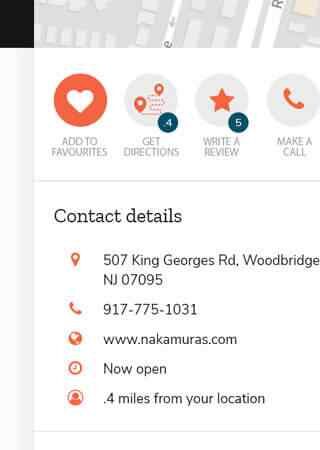 ADD TO
FAVOURITES
.4
GET
DIRECTIONS
5
WRITE A
REVIEW
MAKE A
CALL
Contact details
507 King Georges Rd, Woodbridge
NJ 07095
917-775-1031
www.nakamuras.com
Now open
.4 miles from your location